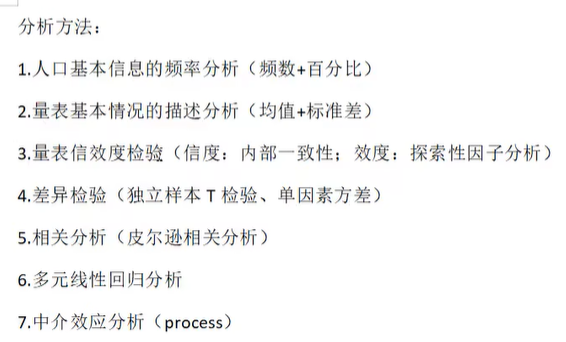 分析方法：
1.人口基本信息的频率分析（频数+百分比）
2.量表基本情况的描述分析（均值+标准差）
3.量表信效度检验（信度：内部一致性；效度：探索性因子分析）
4.差异检验（独立样本 T 检验、单因素方差）
5.相关分析（皮尔逊相关分析）
6.多元线性回归分析
7.中介效应分析（process）